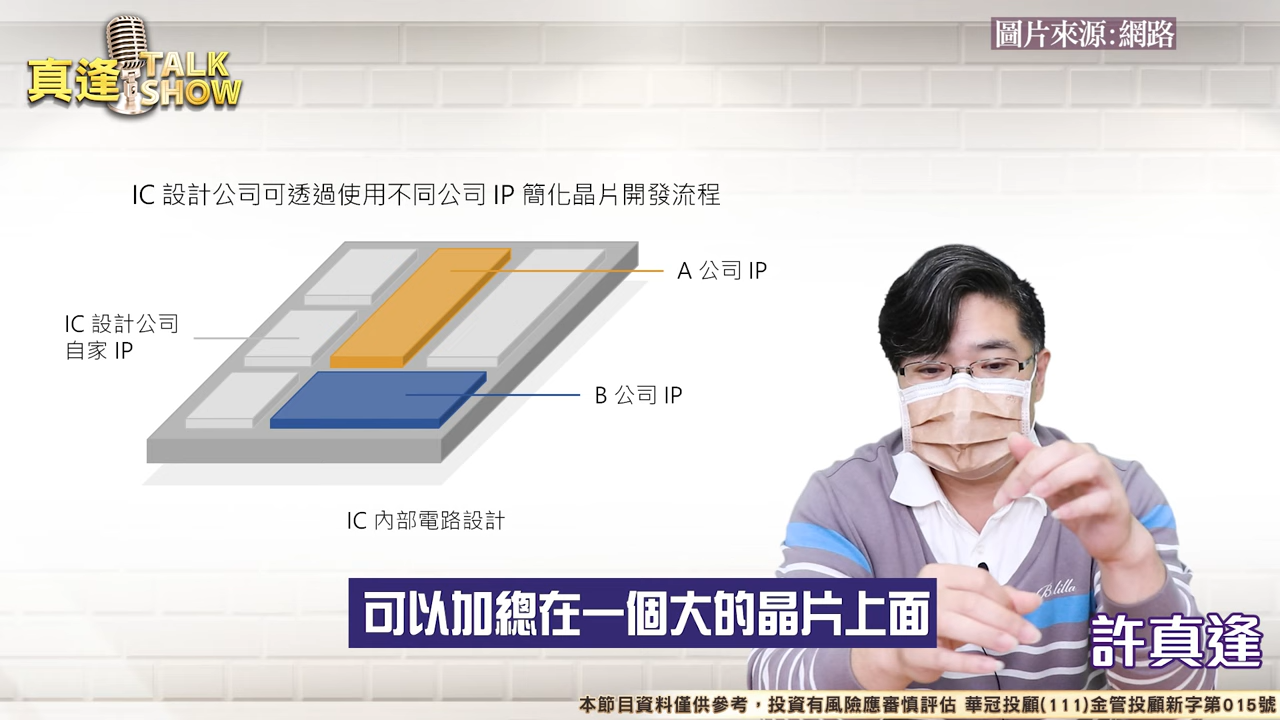 真逢
TALK
SHOW
圖片來源:網路
IC 設計公司可透過使用不同公司 IP 簡化晶片開發流程
A 公司 IP
IC 設計公司
自家 IP
B 公司 IP
IC 內部電路設計
Blilla
可以加總在一個大的晶片上面
許真逢
本節目資料僅供參考，投資有風險應審慎評估 華冠投顧(111)金管投顧新字第015號